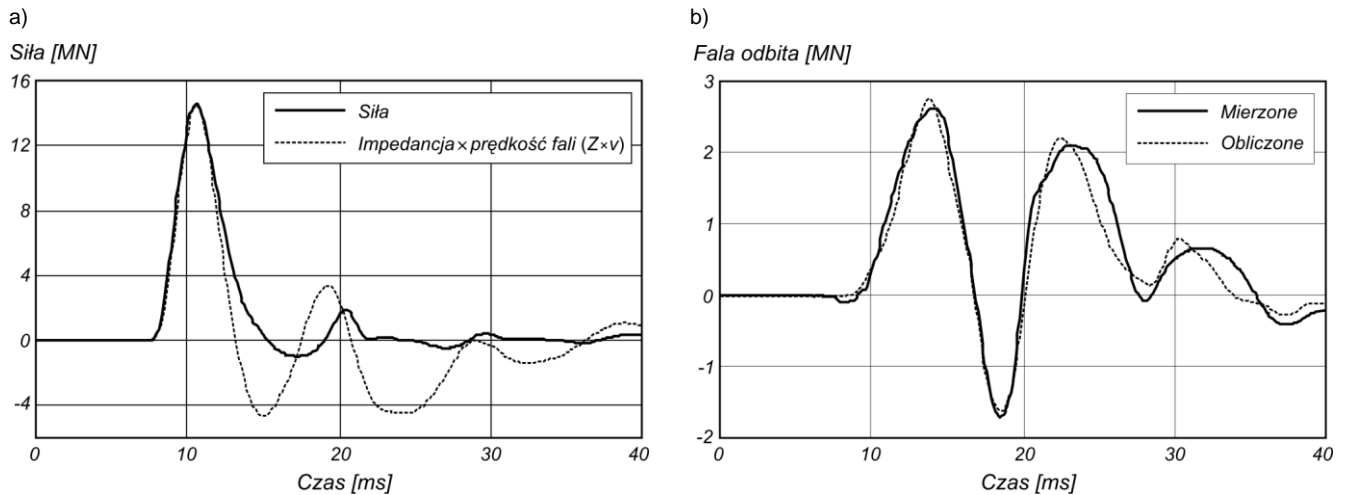 a)
Siła [MN]
16
12
8
4
0
-4
0
10
20
30
40
Czas [ms]
Siła
Impedancja×prędkość fali (Z×v)
b)
Fala odbita [MN]
3
2
1
0
-1
-2
0
10
20
30
40
Czas [ms]
Mierzone
Obliczone